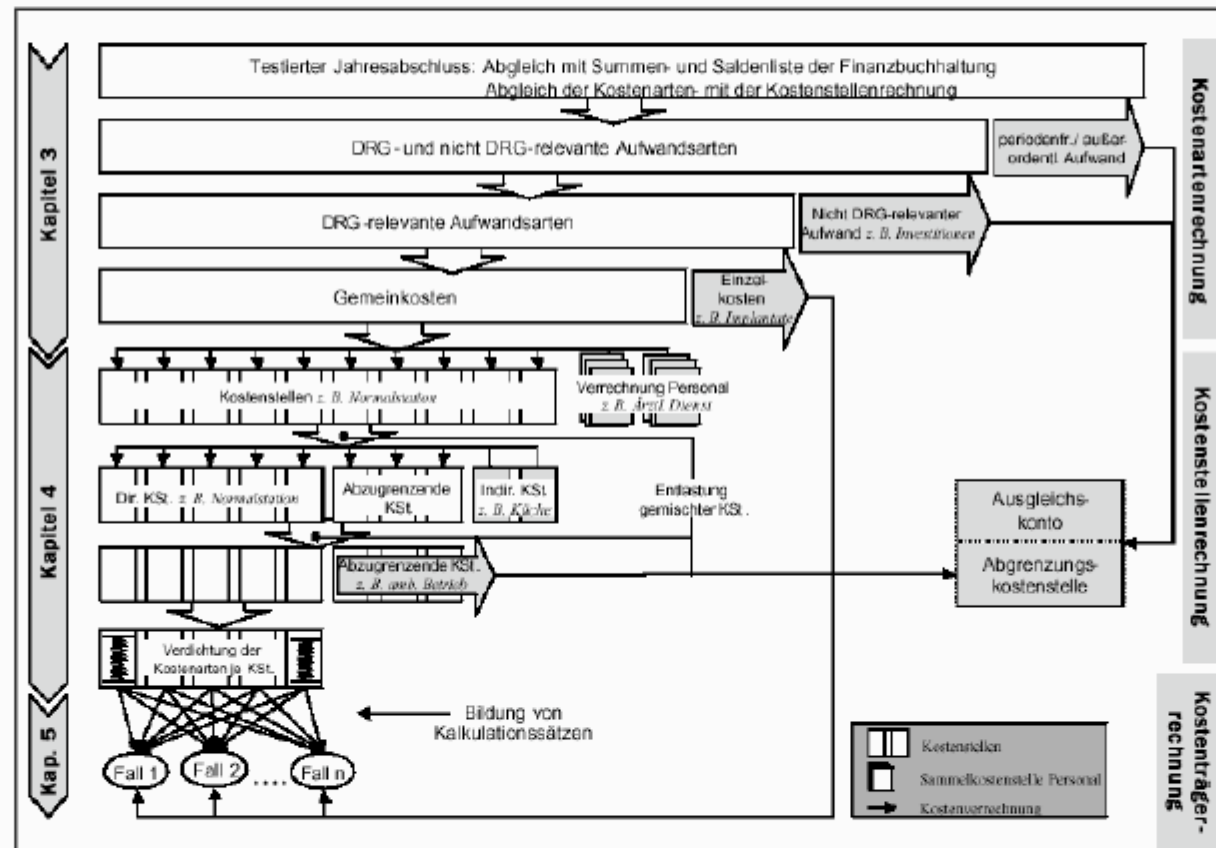 Testierter Jahresabschluss: Abgleich mit Summen- und Saldenliste der Finanzbuchhaltung
Abgleich der Kostenarten- mit der Kostenstellenrechnung
DRG- und nicht DRG-relevante Aufwandsarten
periodenfr./ außer-
ordentl. Aufwand
DRG-relevante Aufwandsarten
Nicht DRG-relevanter
Aufwand z. B. Investitionen
Gemeinkosten
Einzel-
kosten
z. B. Implantate
Kapitel 3
Kostenartenrechnung
Kostenstellen z. B. Normalstation
Verrechnung Personal
z. B. Ärztl. Dienst
Dir. KSt. z. B. Normalstation
Abzugrenzende
KSt.
Indir. KSt.
z. B. Küche
Entlastung
gemischter KSt.
Ausgleichs-
konto
Abgrenzungs-
kostenstelle
Abzugrenzende KSt.
z. B. amb. Betrieb
Verdichtung der
Kostenarten je KSt.
Kapitel 4
Kostenstellenrechnung
Bildung von
Kalkulationssätzen
Fall 1
Fall 2
....
Fall n
Kap. 5
Kostenträger-
rechnung
Kostenstellen
Sammelkostenstelle Personal
Kostenverrechnung